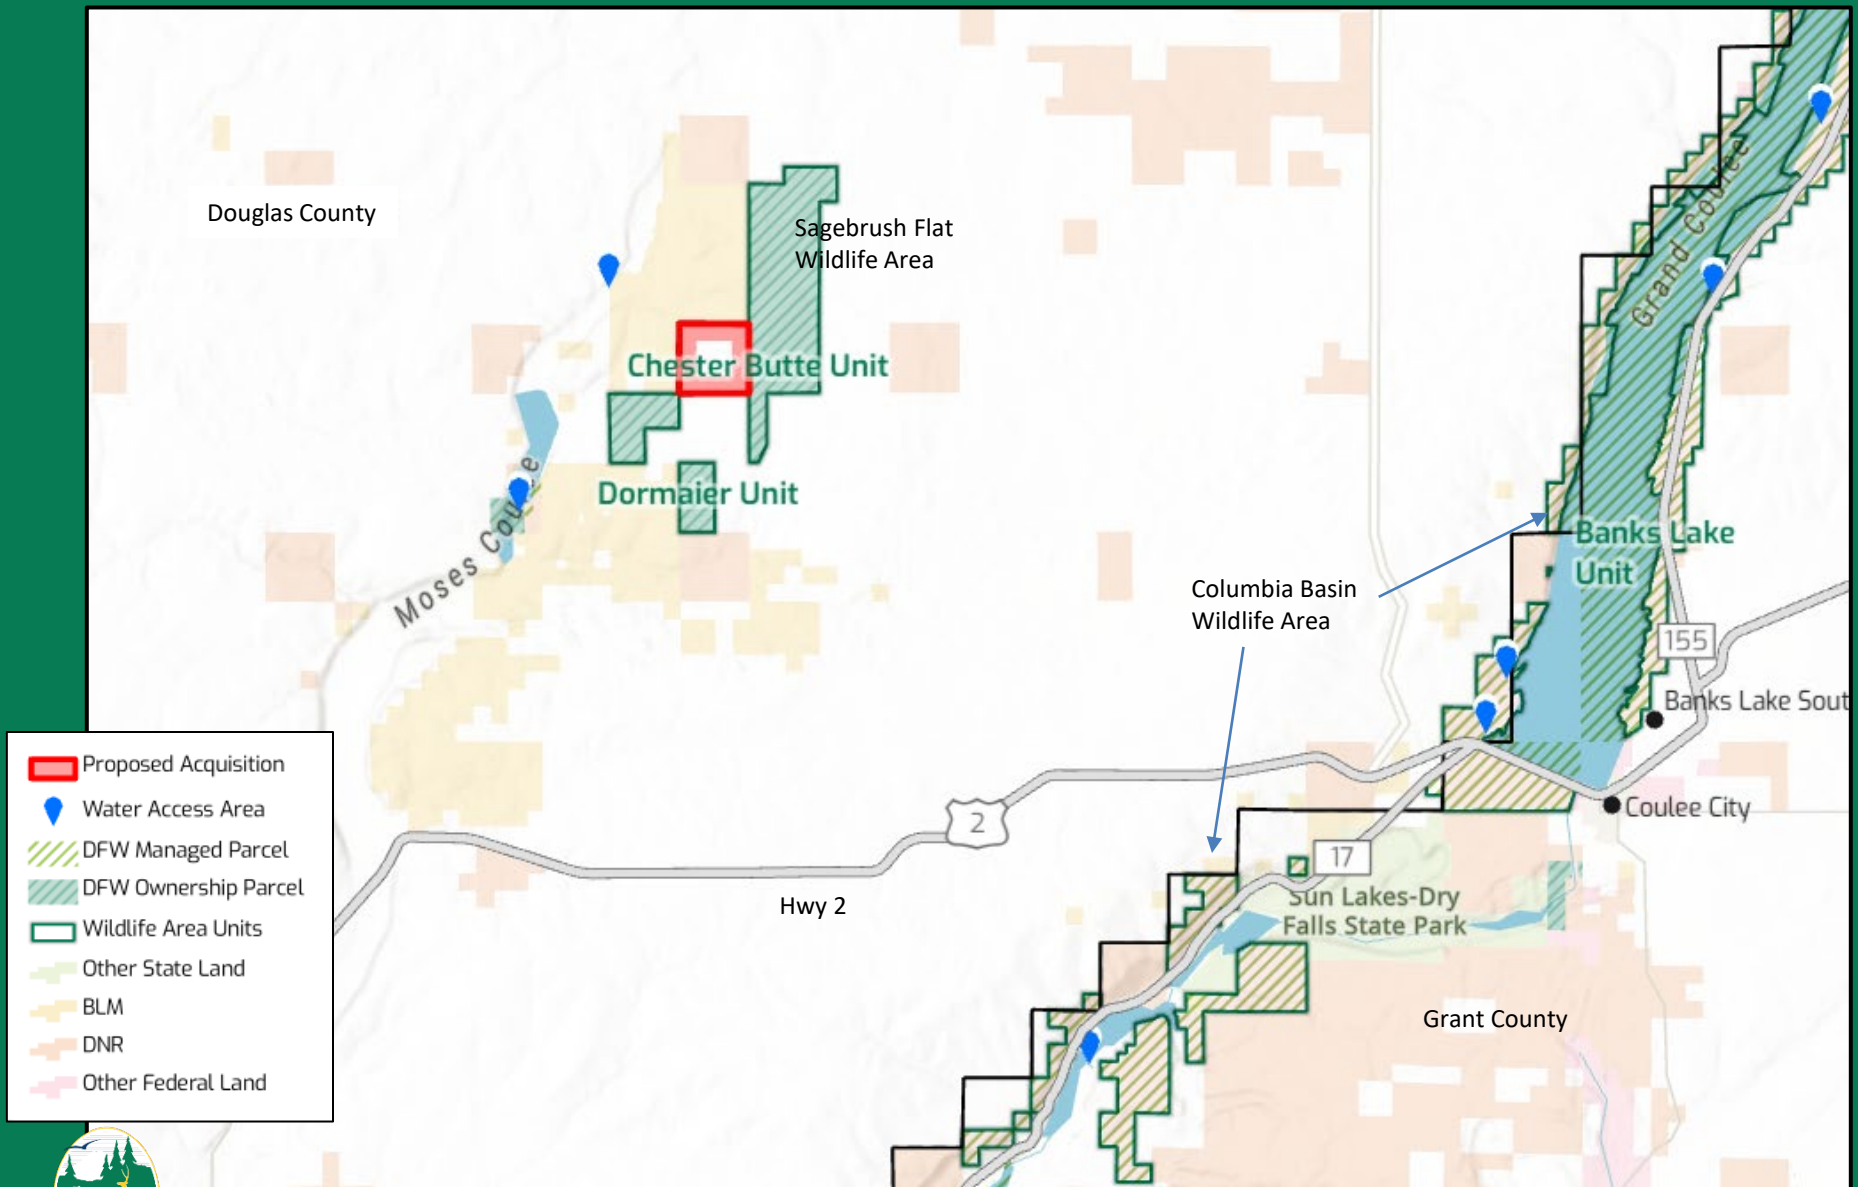 Douglas County
Sagebrush Flat
Wildlife Area
Grand Coulee
Chester Butte Unit
Dormaier Unit
Moses Coulee
Banks Lake
Unit
Columbia Basin
Wildlife Area
155
Banks Lake Sout
2
Coulee City
17
Hwy 2
Sun Lakes-Dry
Falls State Park
Grant County
Proposed Acquisition
Water Access Area
DFW Managed Parcel
DFW Ownership Parcel
Wildlife Area Units
Other State Land
BLM
DNR
Other Federal Land